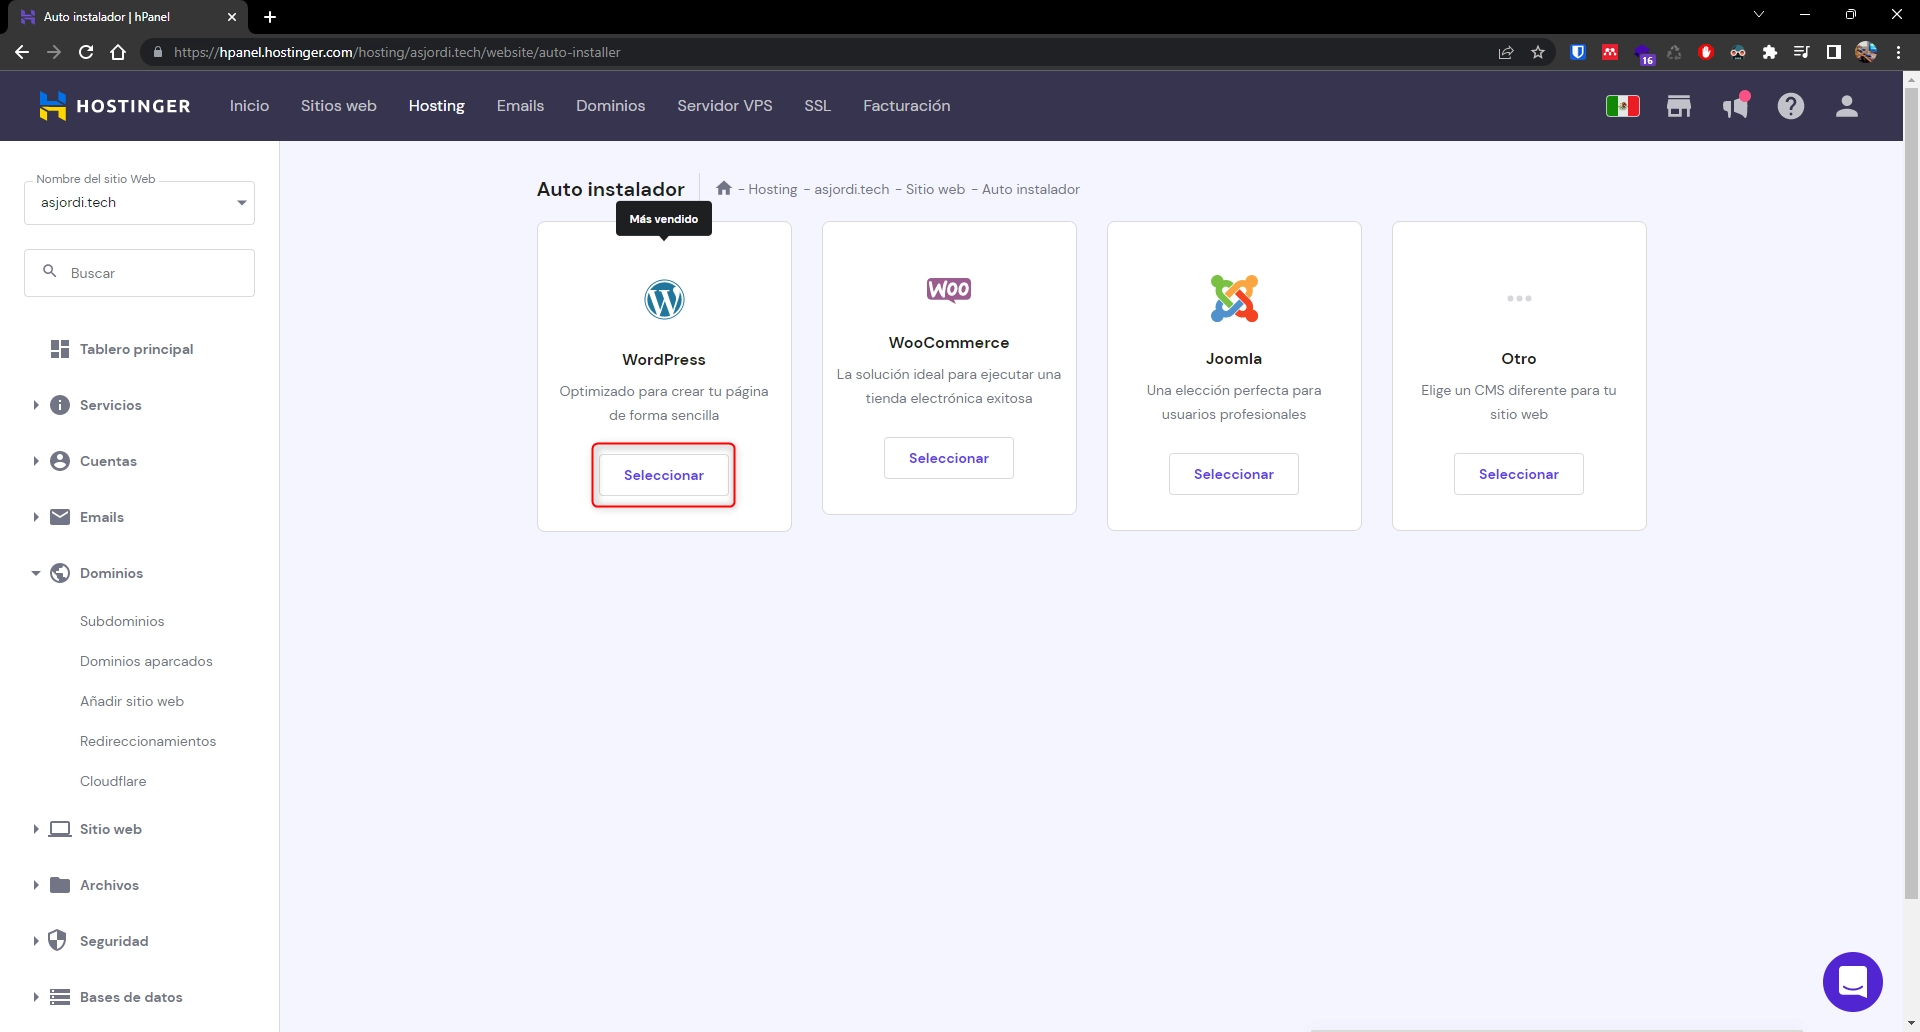 Auto instalador | hPanel
https://hpanel.hostinger.com/hosting/asjordi.tech/website/auto-installer
16
HOSTINGER
Inicio
Sitios web
Hosting
Emails
Dominios
Servidor VPS
SSL
Facturación
Nombre del sitio Web
asjordi.tech
Buscar
Tablero principal
Servicios
Cuentas
Emails
Dominios
Subdominios
Dominios aparcados
Añadir sitio web
Redireccionamientos
Cloudflare
Sitio web
Archivos
Seguridad
Bases de datos
Auto instalador
- Hosting - asjordi.tech - Sitio web - Auto instalador
Más vendido
WordPress
Optimizado para crear tu página
de forma sencilla
Seleccionar
Woo
WooCommerce
La solución ideal para ejecutar una
tienda electrónica exitosa
Seleccionar
Joomla
Una elección perfecta para
usuarios profesionales
Seleccionar
Otro
Elige un CMS diferente para tu
sitio web
Seleccionar